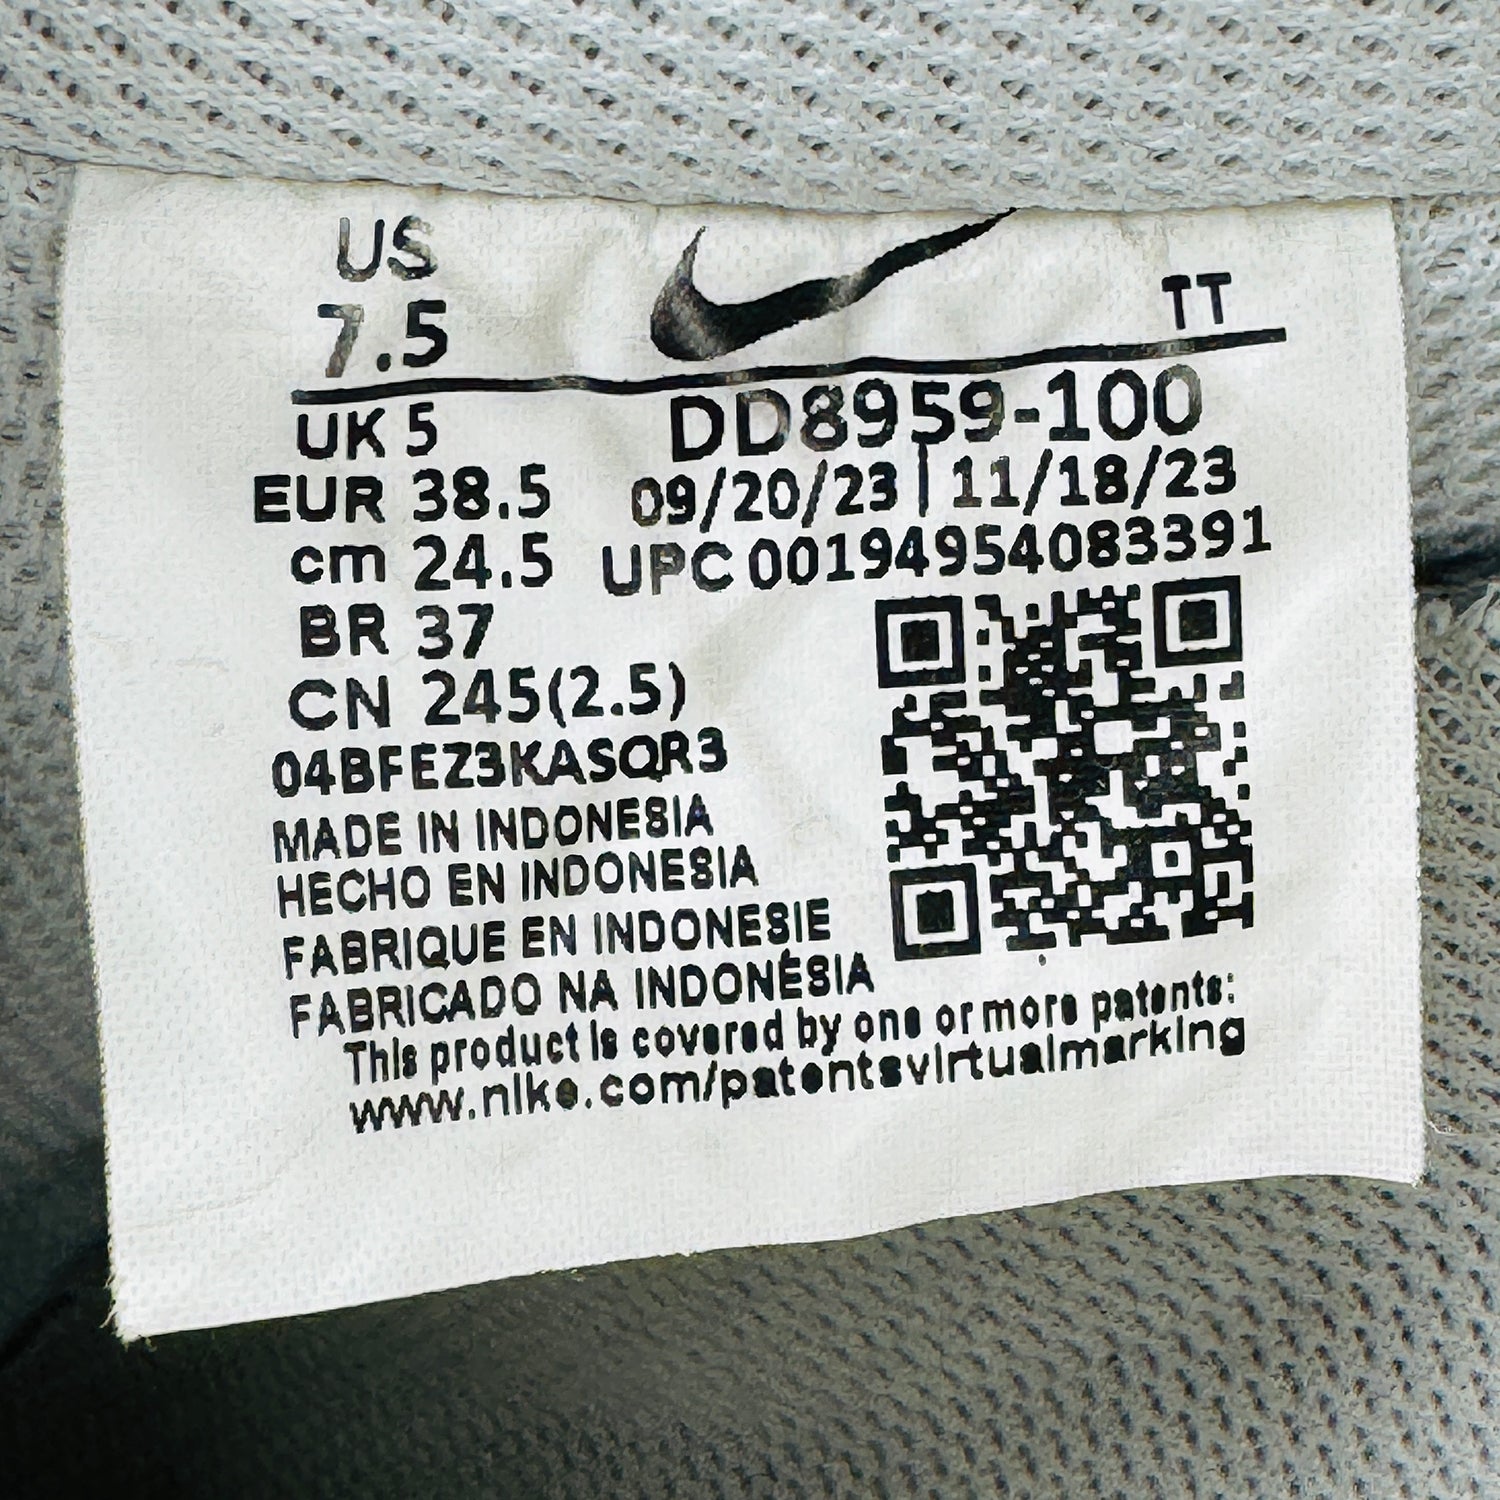 US
7.5
TT
UK 5
DD8959-100
EUR 38.5
09/20/23 | 11/18/23
cm 24.5
UPC 00194954083391
BR 37
CN 245(2.5)
04BFEZ3KASQR3
MADE IN INDONESIA
HECHO EN INDONESIA
FABRIQUE EN INDONESIE
FABRICADO NA INDONÉSIA
This product is covered by one or more patents:
www.nike.com/patentsvirtualmarking